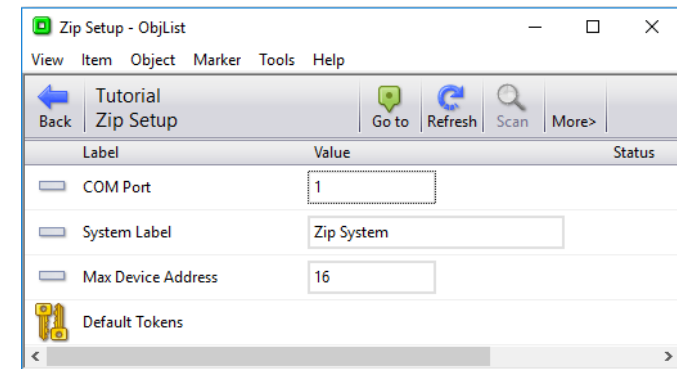 Zip Setup - ObjList
View Item Object Marker Tools Help
Back
Tutorial
Zip Setup
Go to Refresh Scan More>
Label Value Status
COM Port 1
System Label Zip System
Max Device Address 16
Default Tokens